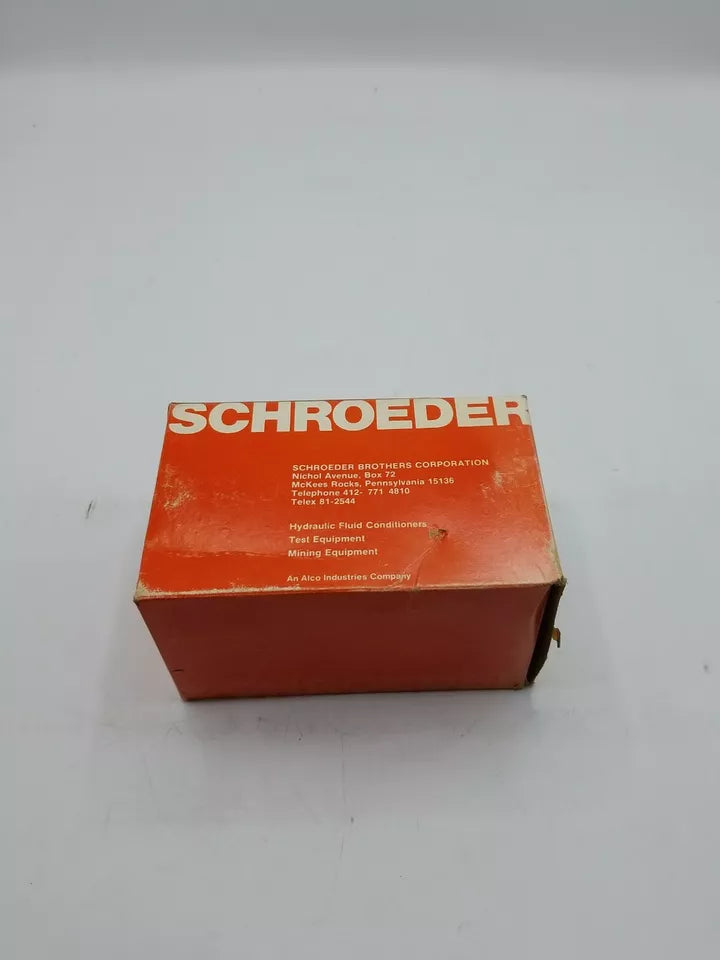 SCHROEDER
SCHROEDER BROTHERS CORPORATION
Nichol Avenue, Box 72
McKees Rocks, Pennsylvania 15136
Telephone 412- 771 4810
Telex 81-2544
Hydraulic Fluid Conditioners
Test Equipment
Mining Equipment
An Alco Industries Company